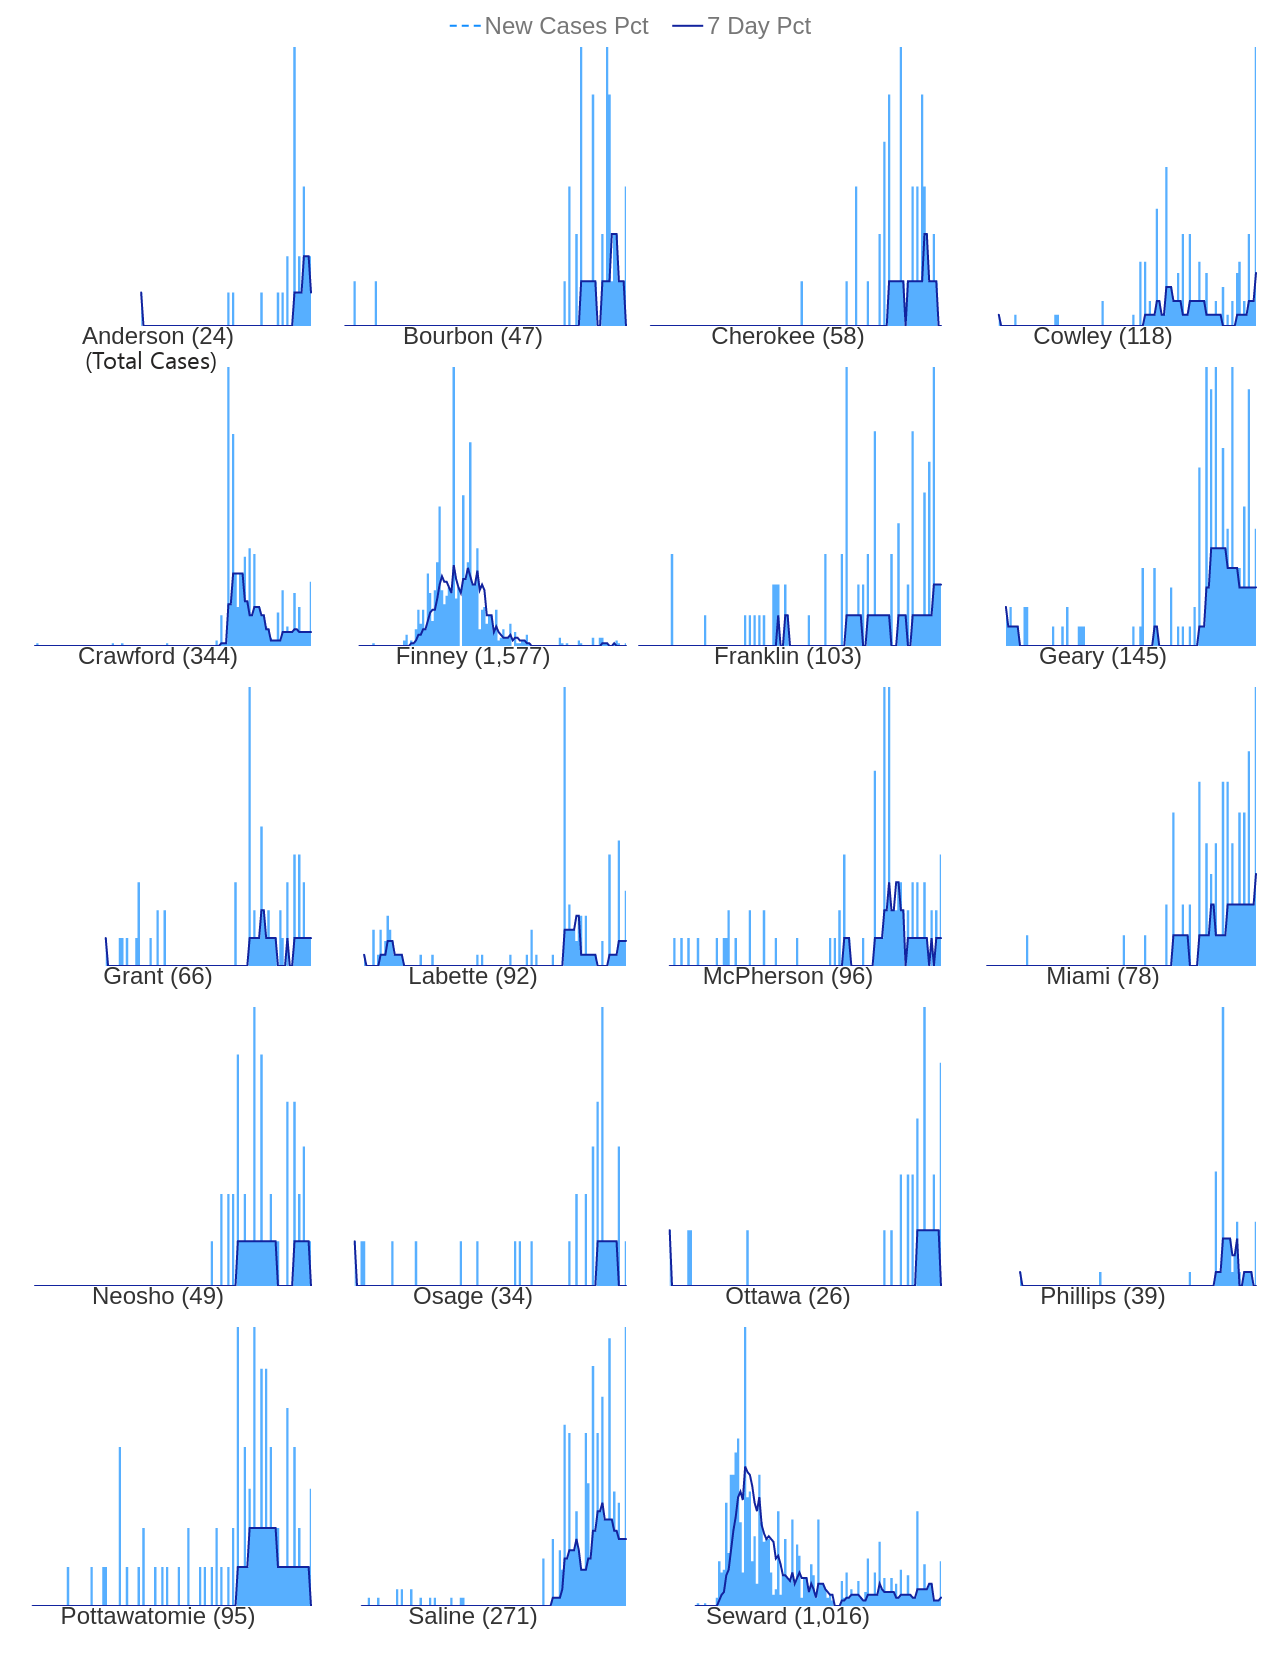 New Cases Pct 7 Day Pct
Anderson (24) Bourbon (47) Cherokee (58) Cowley (118)
(Total Cases)
Crawford (344) Finney (1,577) Franklin (103) Geary (145)
Grant (66) Labette (92) McPherson (96) Miami (78)
Neosho (49) Osage (34) Ottawa (26) Phillips (39)
Pottawatomie (95) Saline (271) Seward (1,016)